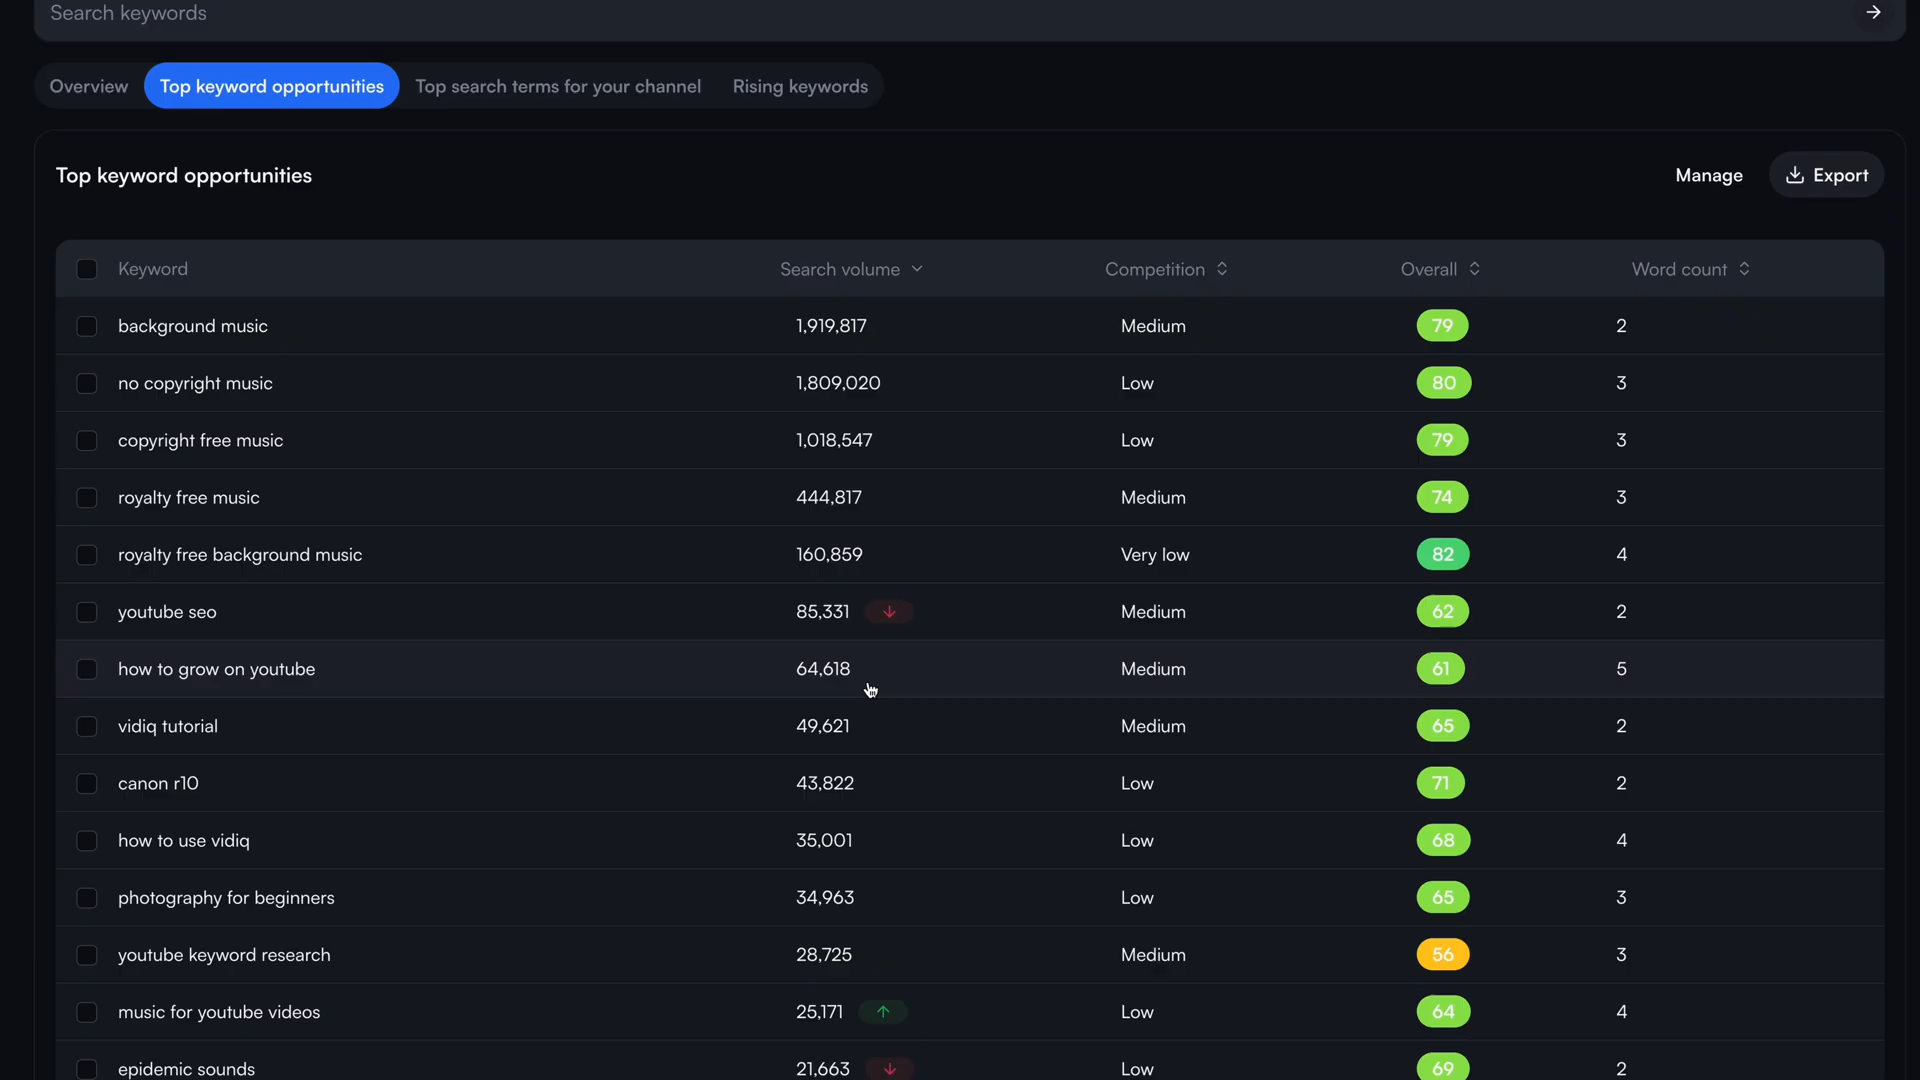 Search keywords
Overview Top keyword opportunities Top search terms for your channel Rising keywords
Top keyword opportunities Manage Export
Keyword Search volume Competition Overall Word count
background music 1,919,817 Medium 79 2
no copyright music 1,809,020 Low 80 3
copyright free music 1,018,547 Low 79 3
royalty free music 444,817 Medium 74 3
royalty free background music 160,859 Very low 82 4
youtube seo 85,331 Medium 62 2
how to grow on youtube 64,618 Medium 61 5
vidiq tutorial 49,621 Medium 65 2
canon r10 43,822 Low 71 2
how to use vidiq 35,001 Low 68 4
photography for beginners 34,963 Low 65 3
youtube keyword research 28,725 Medium 56 3
music for youtube videos 25,171 Low 64 4
epidemic sounds 21,663 Low 69 2